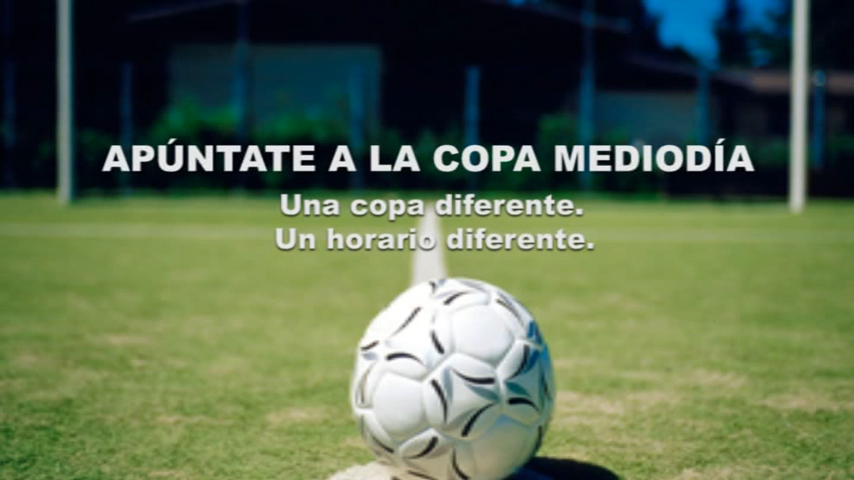 APÚNTATE A LA COPA MEDIODÍA
Una copa diferente.
Un horario diferente.